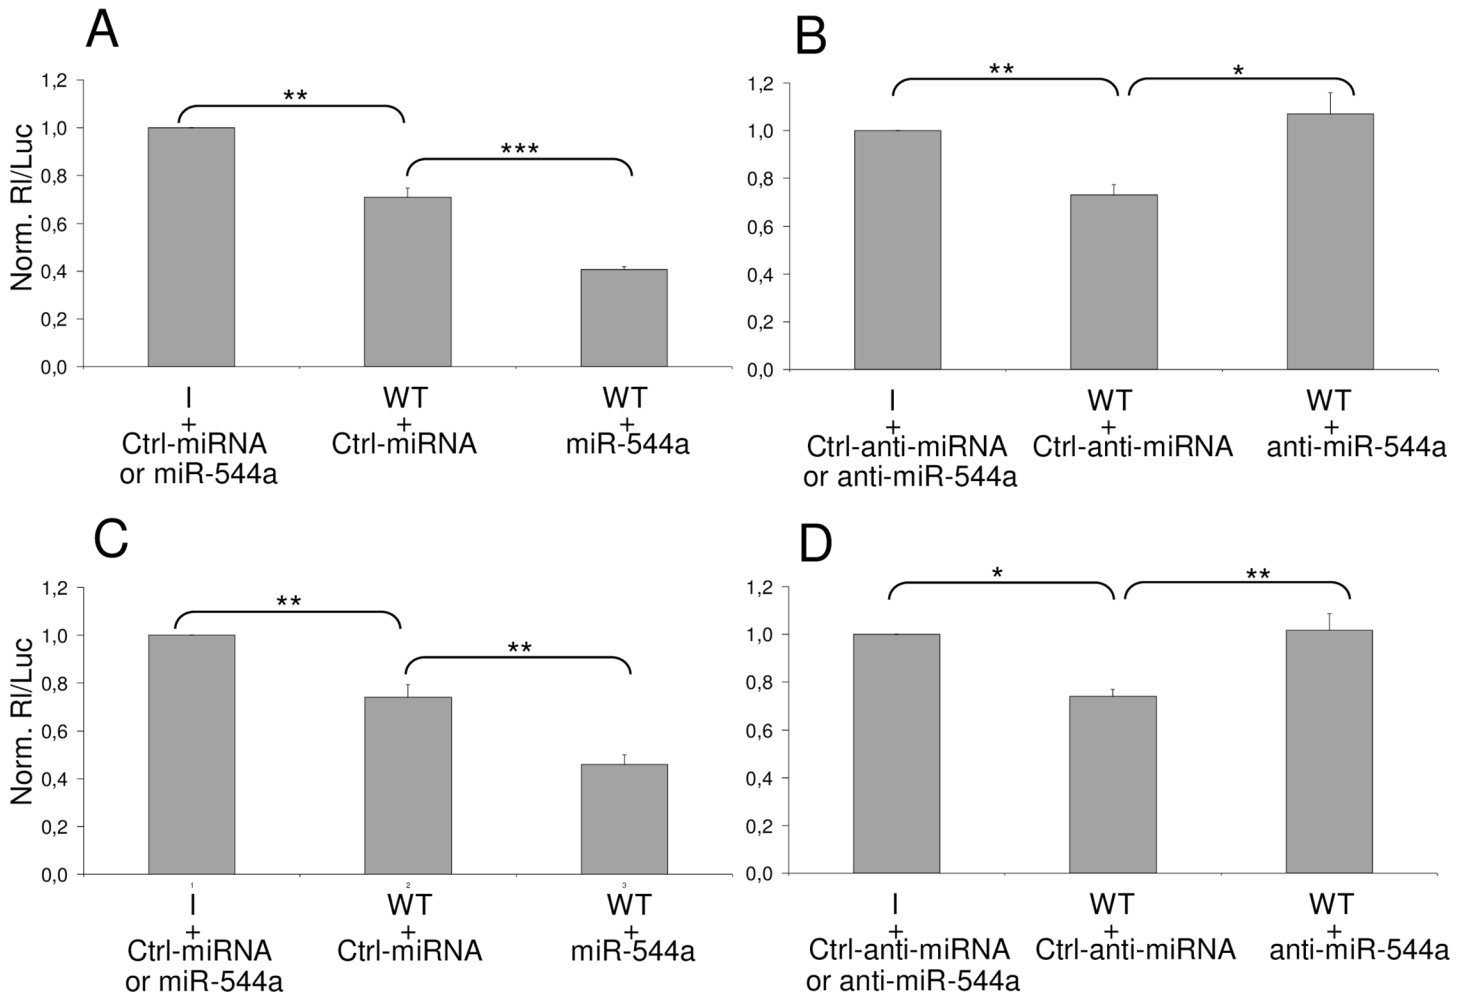 A
Norm. Rl/Luc
1,2
1,0
0,8
0,6
0,4
0,2
0,0
**
***
I
+
Ctrl-miRNA
or miR-544a
WT
+
Ctrl-miRNA
WT
+
miR-544a
B
1,2
1,0
0,8
0,6
0,4
0,2
0,0
**
*
I
+
Ctrl-anti-miRNA
or anti-miR-544a
WT
+
Ctrl-anti-miRNA
WT
+
anti-miR-544a
C
Norm. Rl/Luc
1,2
1,0
0,8
0,6
0,4
0,2
0,0
**
**
1
I
+
Ctrl-miRNA
or miR-544a
2
WT
+
Ctrl-miRNA
3
WT
+
miR-544a
D
1,2
1,0
0,8
0,6
0,4
0,2
0,0
*
**
I
+
Ctrl-anti-miRNA
or anti-miR-544a
WT
+
Ctrl-anti-miRNA
WT
+
anti-miR-544a